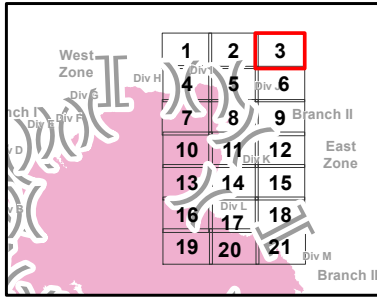 1 2 3
West Zone
Div H
Div I
4 5 Div J 6
Div G
nch I
Div E
Div F
7 8 9 Branch II
D
10 11 12 East Zone
Div K
13 14 15
B
Div L
16 17 18
19 20 21 Div M
Branch II